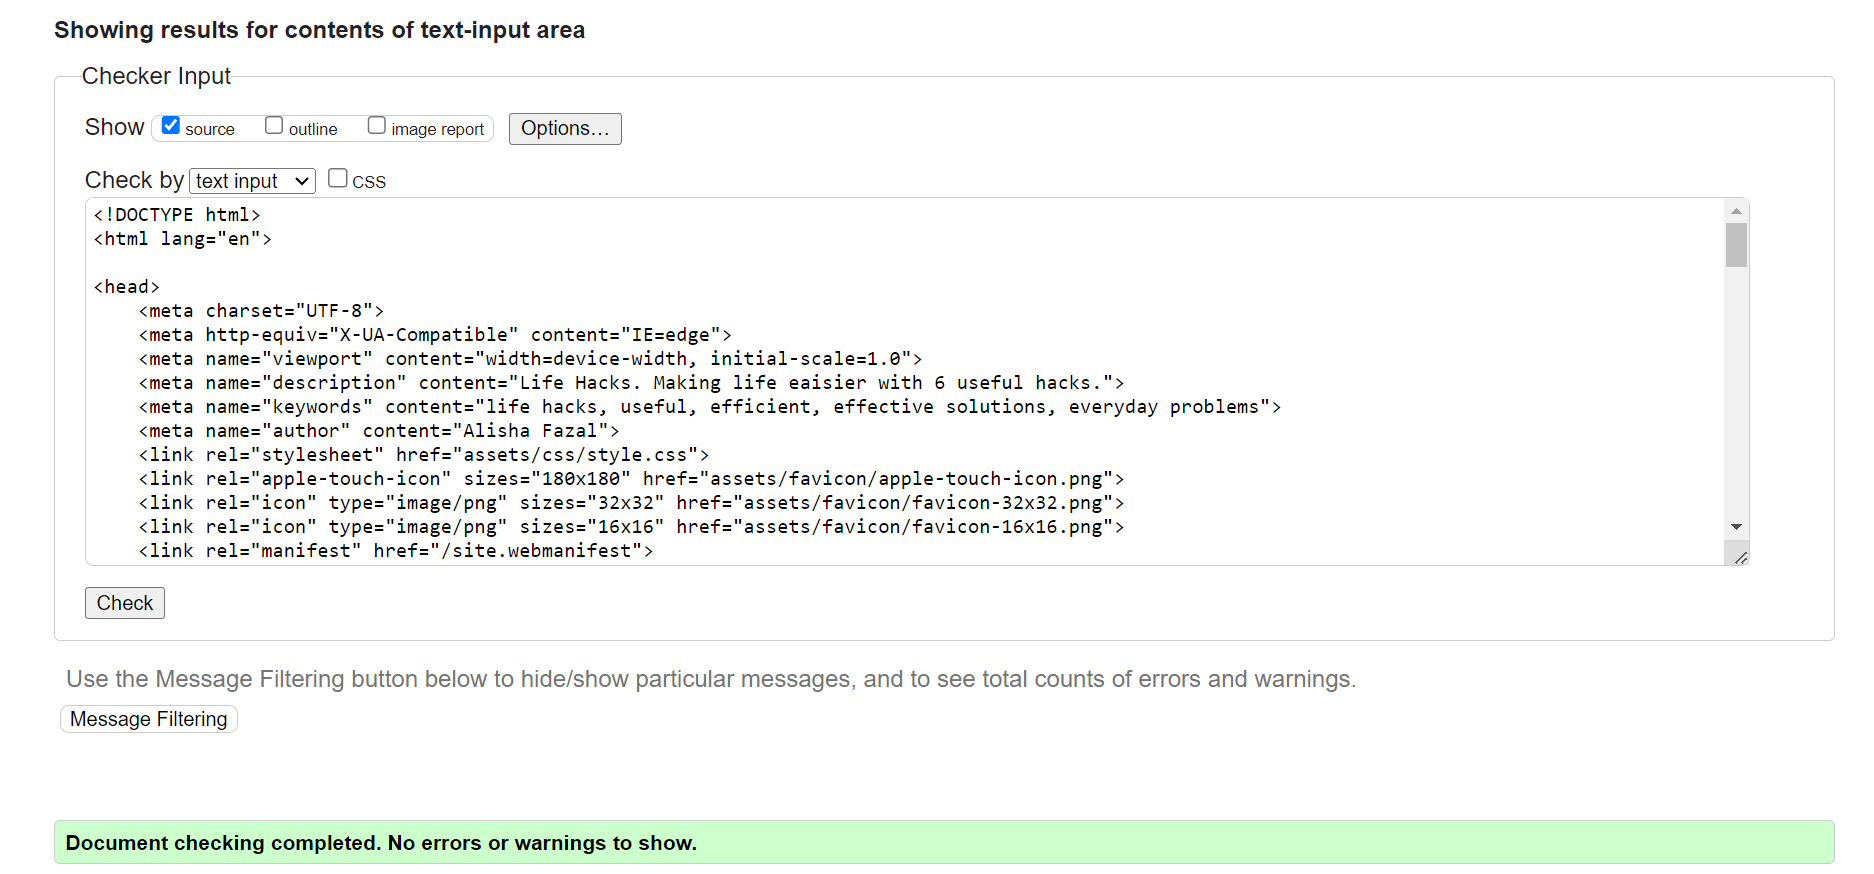 Showing results for contents of text-input area
Checker Input
Show source outline image report Options...
Check by text input CSS
<!DOCTYPE html>
<html lang="en">
<head>
<meta charset="UTF-8">
<meta http-equiv="X-UA-Compatible" content="IE=edge">
<meta name="viewport" content="width=device-width, initial-scale=1.0">
<meta name="description" content="Life Hacks. Making life eaisier with 6 useful hacks.">
<meta name="keywords" content="life hacks, useful, efficient, effective solutions, everyday problems">
<meta name="author" content="Alisha Fazal">
<link rel="stylesheet" href="assets/css/style.css">
<link rel="apple-touch-icon" sizes="180x180" href="assets/favicon/apple-touch-icon.png">
<link rel="icon" type="image/png" sizes="32x32" href="assets/favicon/favicon-32x32.png">
<link rel="icon" type="image/png" sizes="16x16" href="assets/favicon/favicon-16x16.png">
<link rel="manifest" href="/site.webmanifest">
Check
Use the Message Filtering button below to hide/show particular messages, and to see total counts of errors and warnings.
Message Filtering
Document checking completed. No errors or warnings to show.